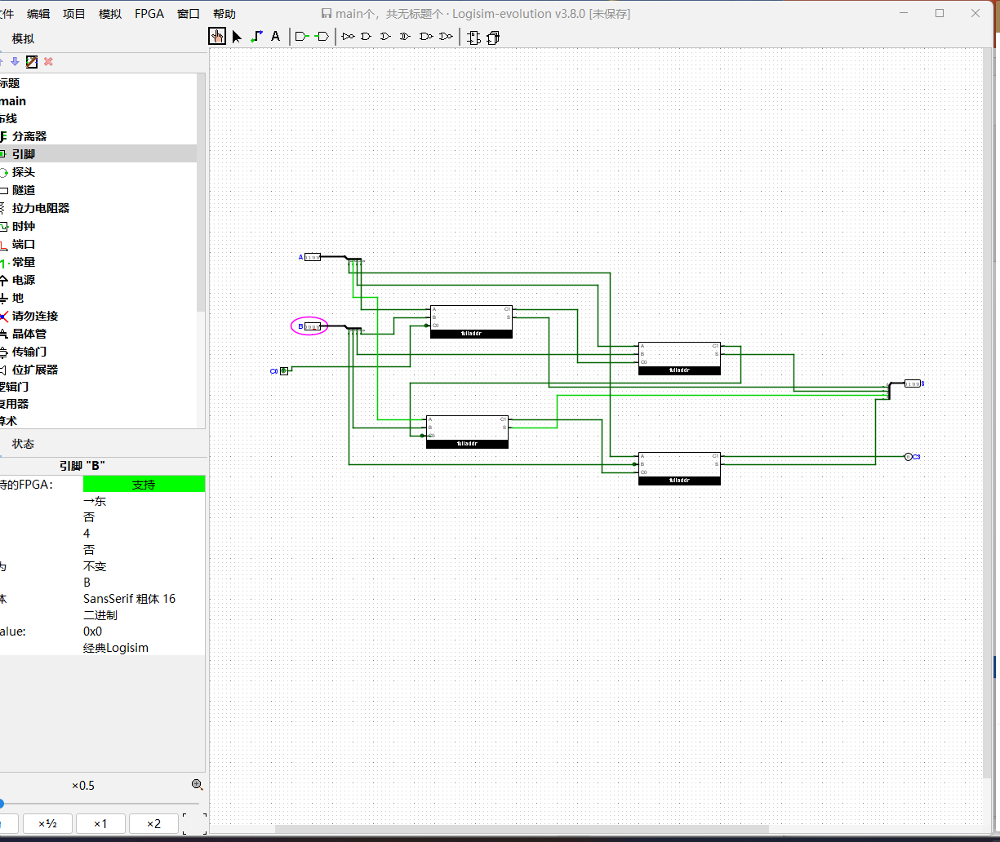 文件 编辑 项目 模拟 FPGA 窗口 帮助
main个，共无标题个 · Logisim-evolution v3.8.0 [未保存]
模拟
A
标题
main
布线
分离器
引脚
探头
隧道
拉力电阻器
时钟
端口
常量
电源
地
请勿连接
晶体管
传输门
位扩展器
逻辑门
复用器
算术
状态
引脚 "B"
持的FPGA： 支持
→东
否
4
否
为 不变
B
体 SansSerif 粗体 16
二进制
alue: 0x0
经典Logisim
×0.5
×½ ×1 ×2
A
B
C0
A C1
B S
C0
fulladdr
A C1
B S
C0
fulladdr
S
A C1
B S
C0
fulladdr
A C1
B S
C0
fulladdr
C3